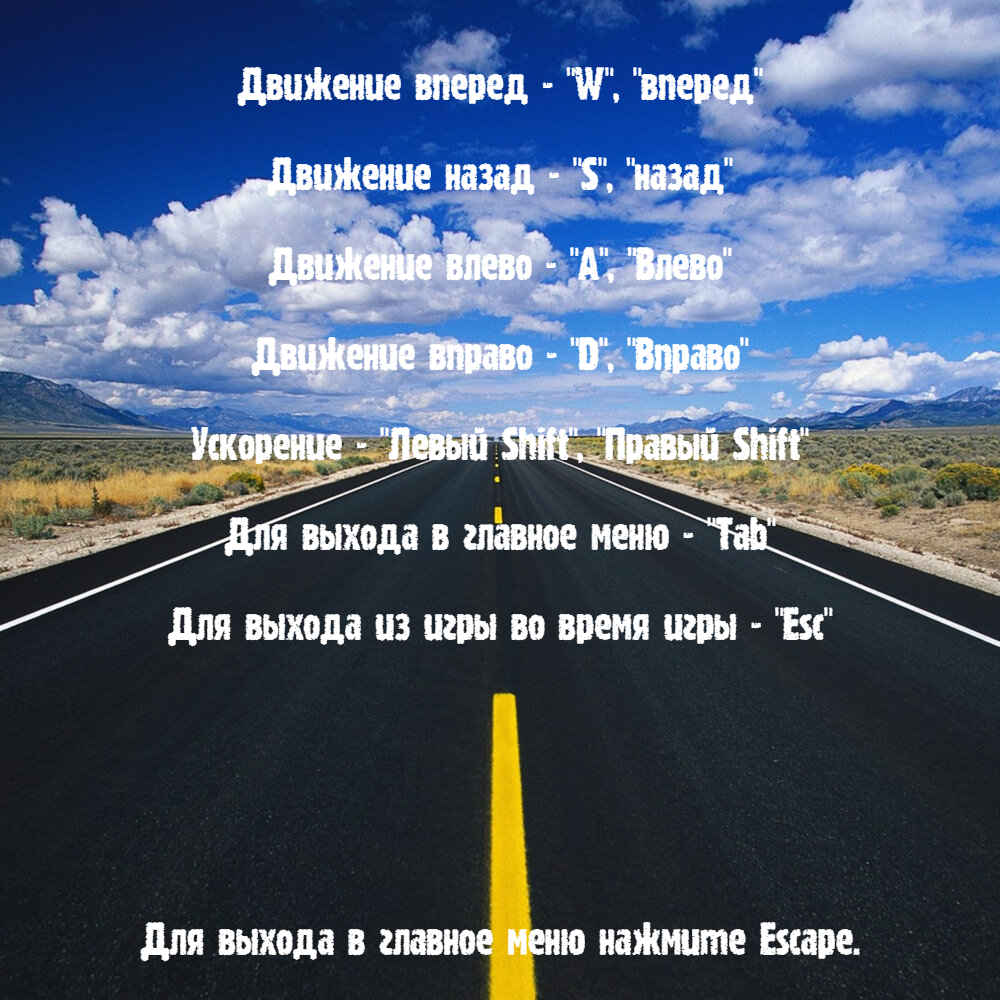 Движение вперед - "W", "вперед"
Движение назад - "S", "назад"
Движение влево - "A", "Влево"
Движение вправо - "D", "Вправо"
Ускорение - "Левый Shift", "Правый Shift"
Для выхода в главное меню - "Tab"
Для выхода из игры во время игры - "Esc"
Для выхода в главное меню нажмите Escape.